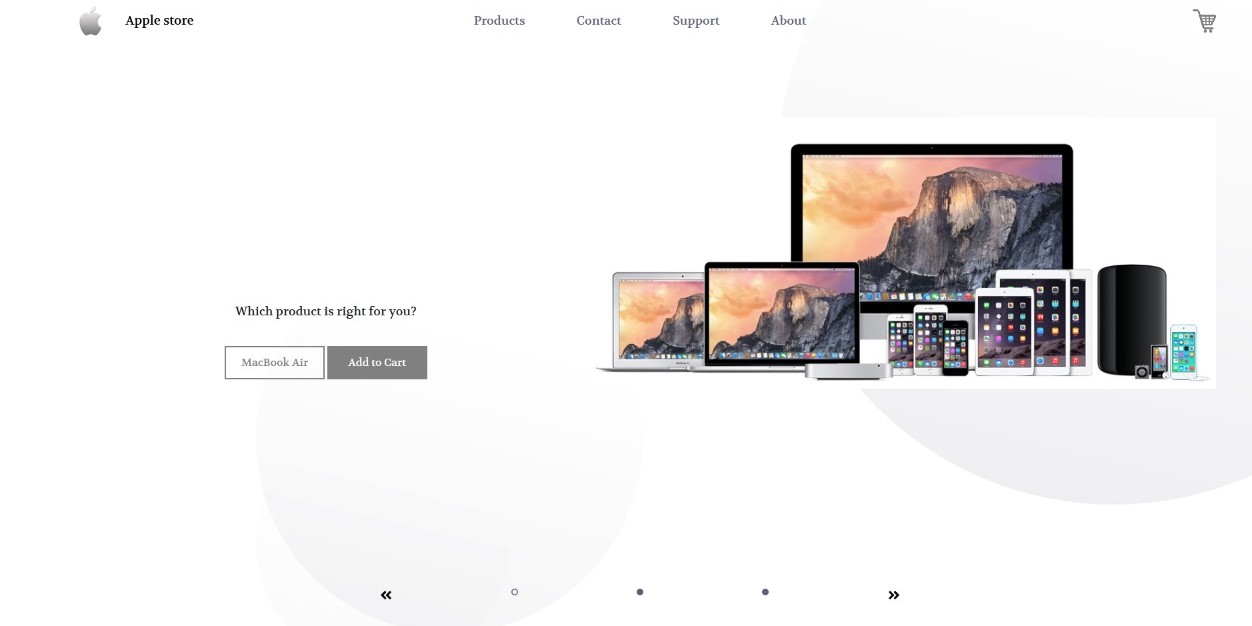 Apple store
Products
Contact
Support
About
Which product is right for you?
MacBook Air
Add to Cart
«
»